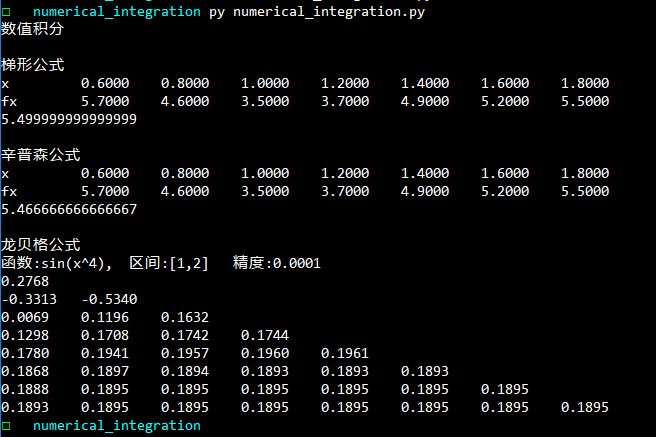 numerical_integration py numerical_integration.py
数值积分
梯形公式
x 0.6000 0.8000 1.0000 1.2000 1.4000 1.6000 1.8000
fx 5.7000 4.6000 3.5000 3.7000 4.9000 5.2000 5.5000
5.499999999999999
辛普森公式
x 0.6000 0.8000 1.0000 1.2000 1.4000 1.6000 1.8000
fx 5.7000 4.6000 3.5000 3.7000 4.9000 5.2000 5.5000
5.466666666666667
龙贝格公式
函数:sin(x^4), 区间:[1,2] 精度:0.0001
0.2768
-0.3313 -0.5340
0.0069 0.1196 0.1632
0.1298 0.1708 0.1742 0.1744
0.1780 0.1941 0.1957 0.1960 0.1961
0.1868 0.1897 0.1894 0.1893 0.1893 0.1893
0.1888 0.1895 0.1895 0.1895 0.1895 0.1895 0.1895
0.1893 0.1895 0.1895 0.1895 0.1895 0.1895 0.1895 0.1895
numerical_integration